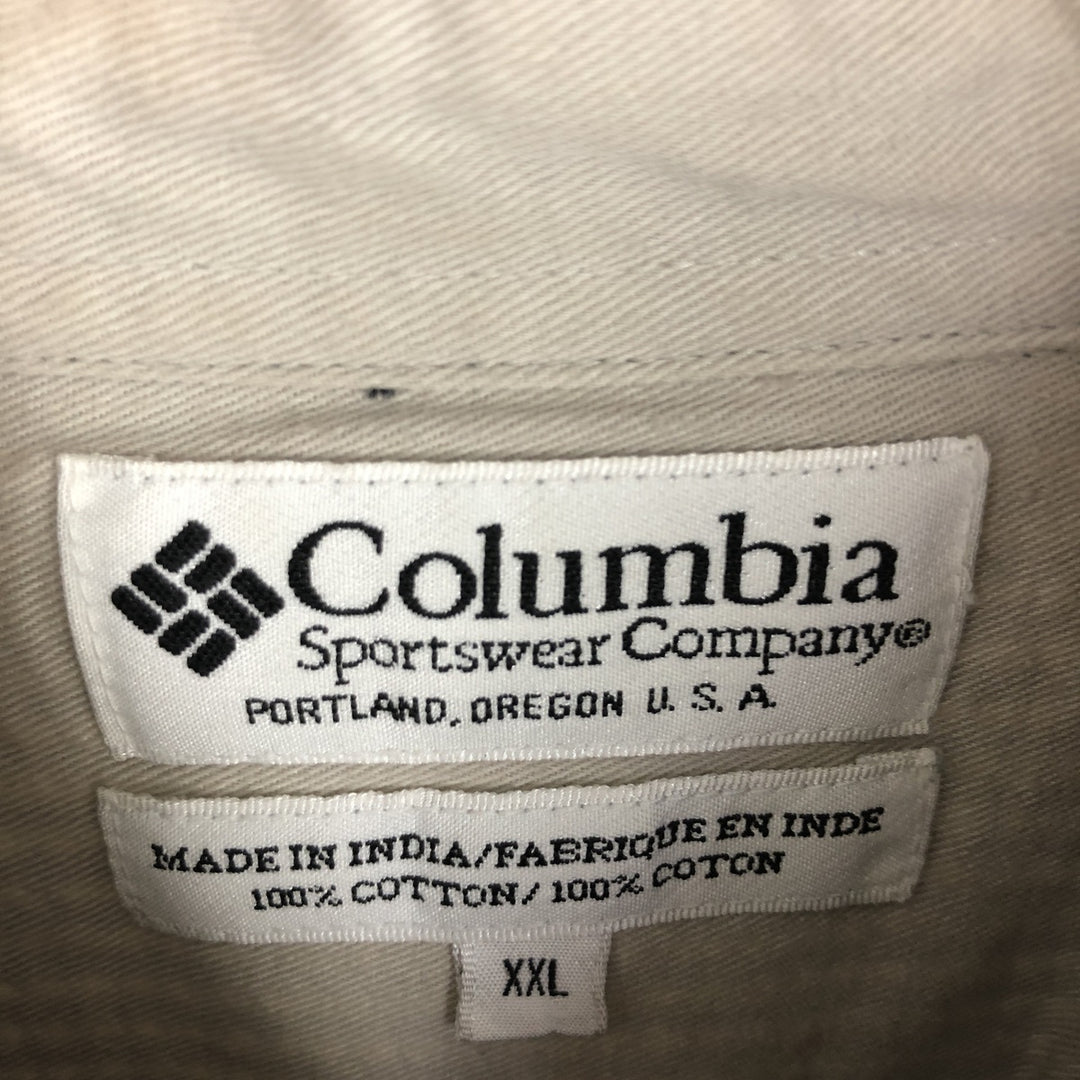 Columbia
Sportswear Company®
PORTLAND, OREGON U. S. A.
MADE IN INDIA/FABRIQUE EN INDE
100% COTTON/ 100% COTON
XXL